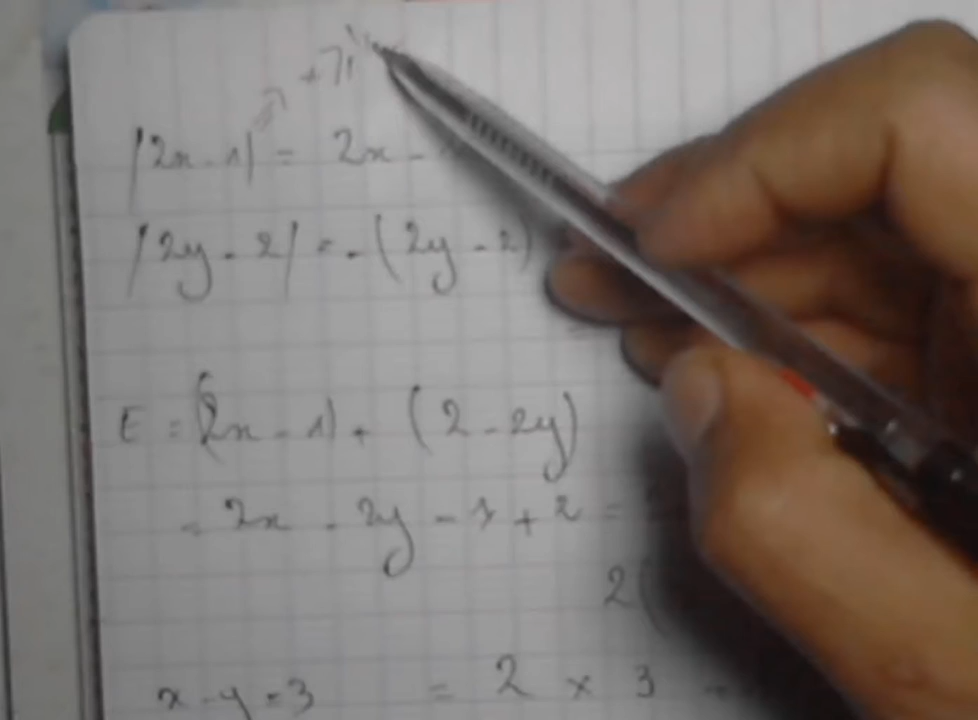 +7
|2x - 1| = 2x -
|2y - 2| = - (2y - 2)
E = (2x - 1) + (2 - 2y)
= 2x - 2y - 1 + 2 =
2(
x - y = 3 = 2 x 3